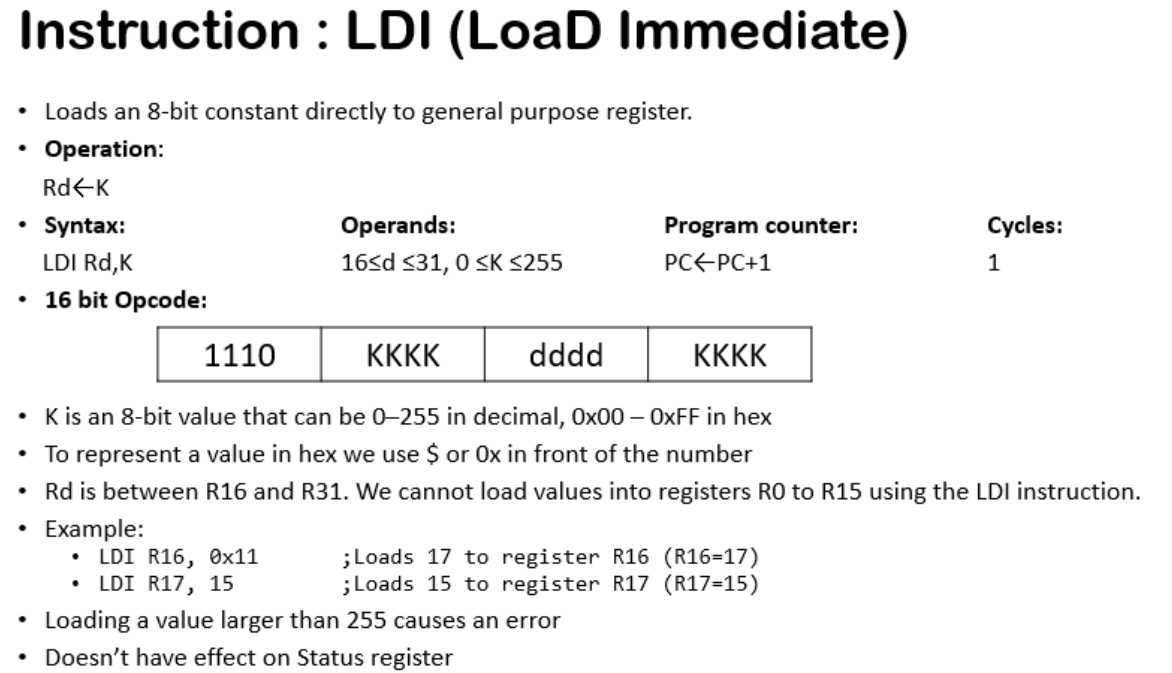 Instruction : LDI (LoaD Immediate)
• Loads an 8-bit constant directly to general purpose register.
• Operation:
Rd←K
• Syntax: Operands: Program counter: Cycles:
LDI Rd,K 16≤d ≤31, 0 ≤K ≤255 PC←PC+1 1
• 16 bit Opcode:
1110 KKKK dddd KKKK
• K is an 8-bit value that can be 0–255 in decimal, 0x00 – 0xFF in hex
• To represent a value in hex we use $ or 0x in front of the number
• Rd is between R16 and R31. We cannot load values into registers R0 to R15 using the LDI instruction.
• Example:
• LDI R16, 0x11 ;Loads 17 to register R16 (R16=17)
• LDI R17, 15 ;Loads 15 to register R17 (R17=15)
• Loading a value larger than 255 causes an error
• Doesn't have effect on Status register